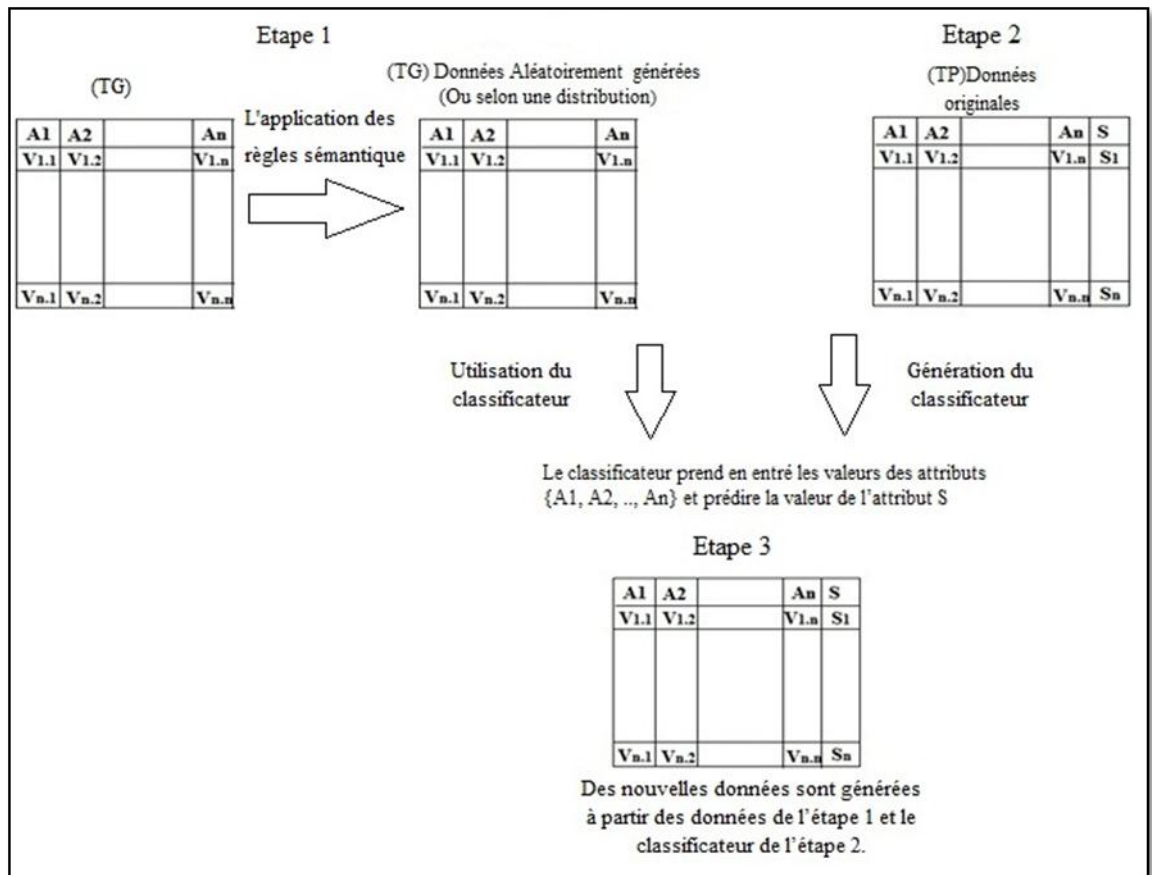 Etape 1
(TG)
A1 A2 An
V1.1 V1.2 V1.n
Vn.1 Vn.2 Vn.n
L'application des
règles sémantique
(TG) Données Aléatoirement générées
(Ou selon une distribution)
A1 A2 An
V1.1 V1.2 V1.n
Vn.1 Vn.2 Vn.n
Etape 2
(TP)Données
originales
A1 A2 An S
V1.1 V1.2 V1.n S1
Vn.1 Vn.2 Vn.n Sn
Utilisation du
classificateur
Génération du
classificateur
Le classificateur prend en entré les valeurs des attributs
{A1, A2, .., An} et prédire la valeur de l'attribut S
Etape 3
A1 A2 An S
V1.1 V1.2 V1.n S1
Vn.1 Vn.2 Vn.n Sn
Des nouvelles données sont générées
à partir des données de l'étape 1 et le
classificateur de l'étape 2.